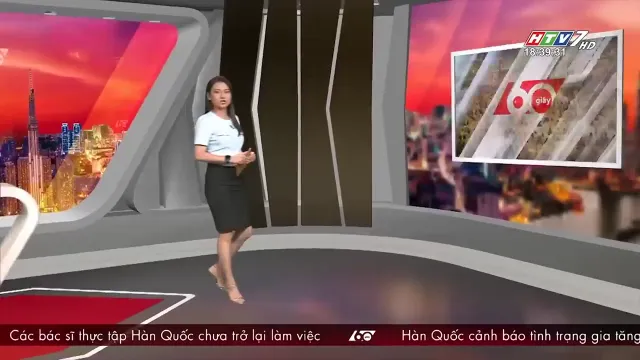 HTV7 HD
18:39:31
60 giây
Các bác sĩ thực tập Hàn Quốc chưa trở lại làm việc 60 Hàn Quốc cảnh báo tình trạng gia tăng